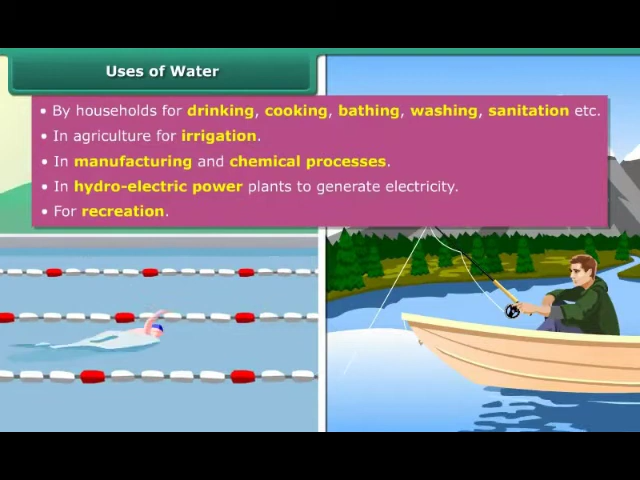 Uses of Water
• By households for drinking, cooking, bathing, washing, sanitation etc.
• In agriculture for irrigation.
• In manufacturing and chemical processes.
• In hydro-electric power plants to generate electricity.
• For recreation.